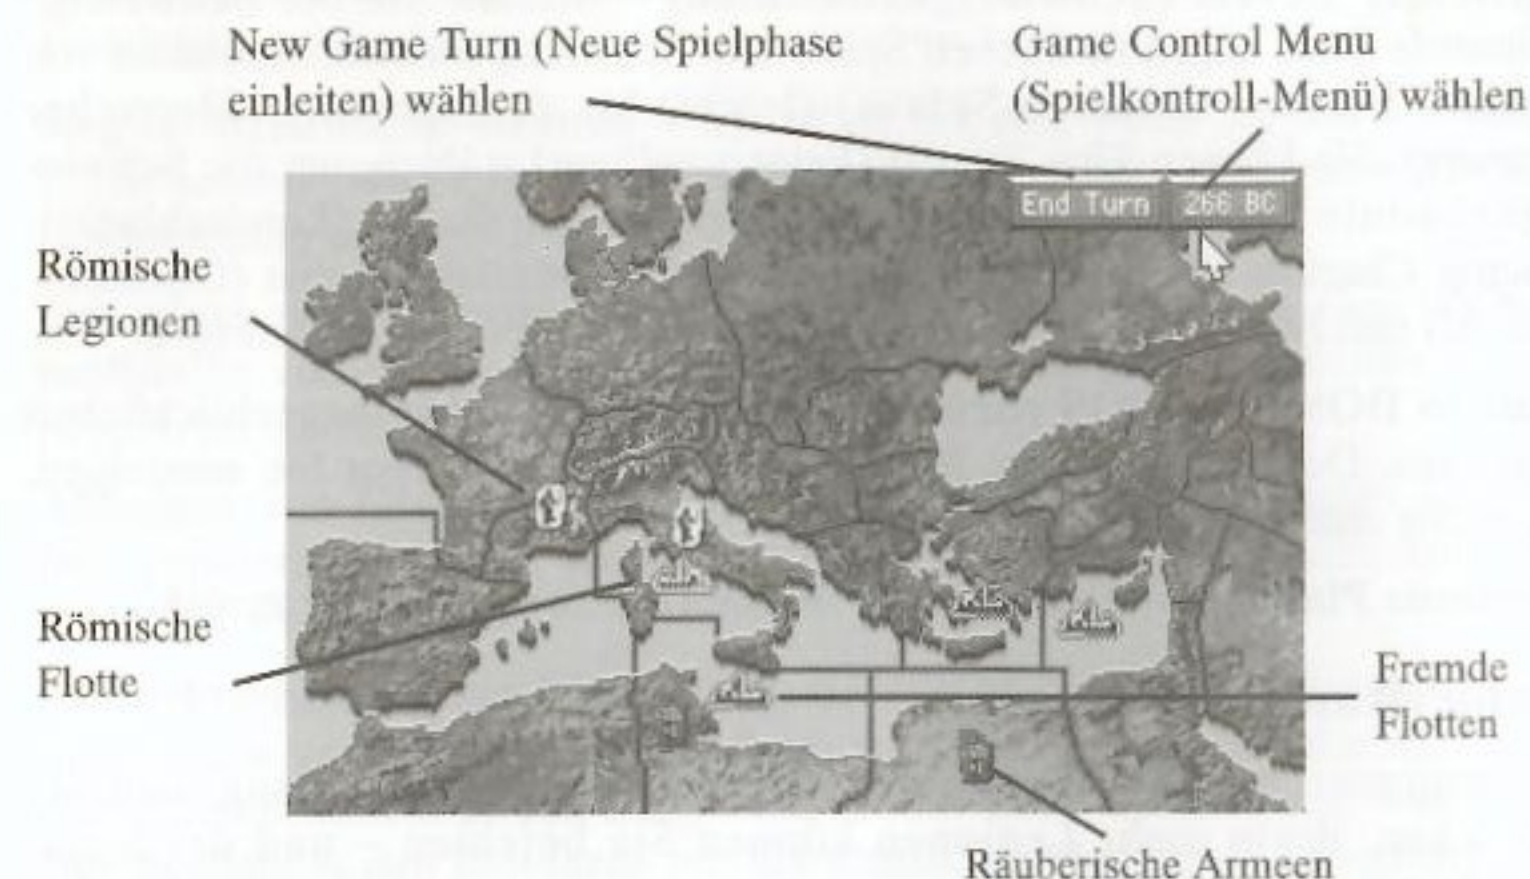 New Game Turn (Neue Spielphase
einleiten) wählen
Game Control Menu
(Spielkontroll-Menü) wählen
End Turn
266 BC
Römische
Legionen
Römische
Flotte
Fremde
Flotten
Räuberische Armeen